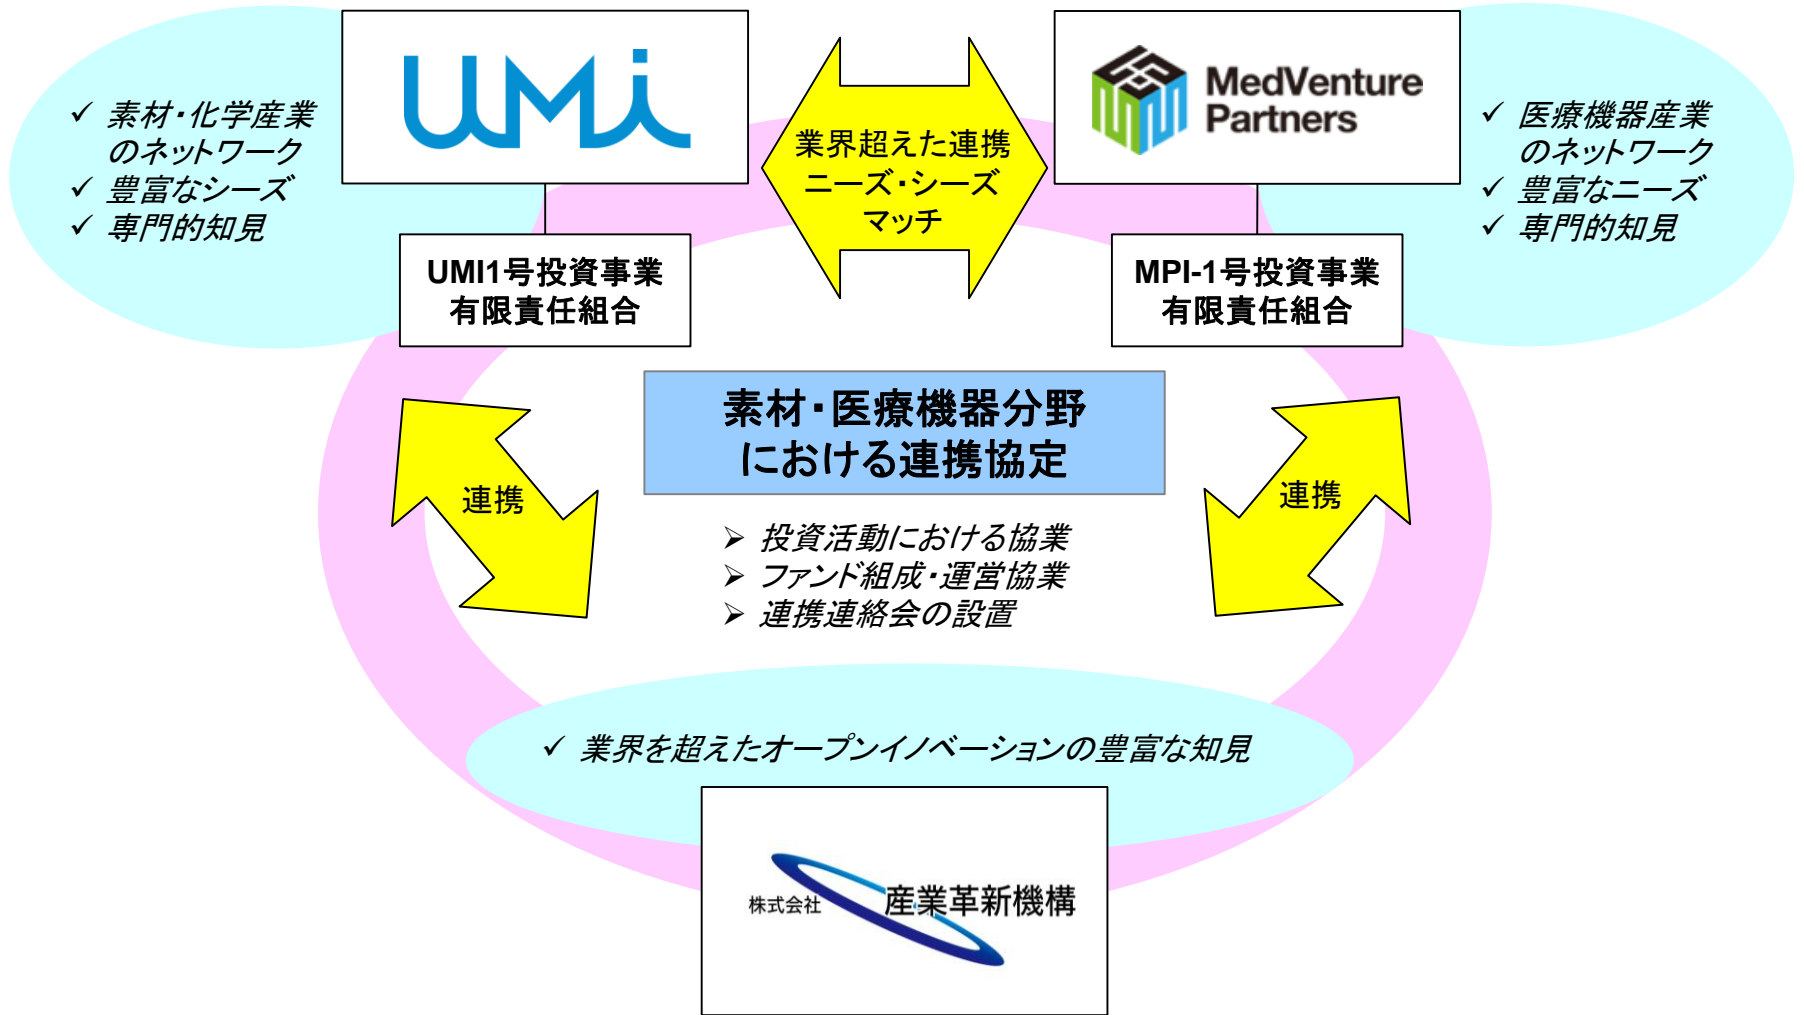 UMi
✓ 素材・化学産業
のネットワーク
✓ 豊富なシーズ
✓ 専門的知見
UMI1号投資事業
有限責任組合
業界超えた連携
ニーズ・シーズ
マッチ
MedVenture
Partners
✓ 医療機器産業
のネットワーク
✓ 豊富なニーズ
✓ 専門的知見
MPI-1号投資事業
有限責任組合
素材・医療機器分野
における連携協定
連携
連携
➢ 投資活動における協業
➢ ファンド組成・運営協業
➢ 連携連絡会の設置
✓ 業界を超えたオープンイノベーションの豊富な知見
株式会社 産業革新機構